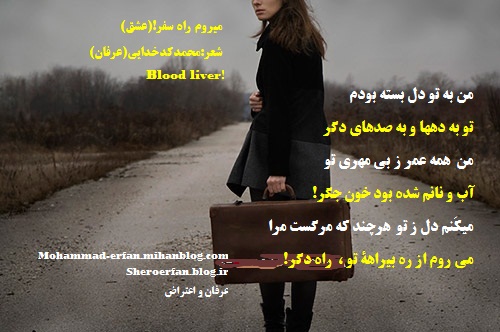 میروم راه سفر!(عشق)
شعر:محمدکدخدایی(عرفان)
Blood liver!
من به تو دل بسته بودم
تو به دهها و به صدهای دگر
من همه عمر ز بی مهری تو
آب و نانم شده بود خون جگر!
میکَنم دل ز تو هرچند که مرگست مرا
می روم از ره بیراههٔ تو، راه دگر!
Mohammad-erfan.mihanblog.com
Sheroerfan.blog.ir
عرفان و اعتراض